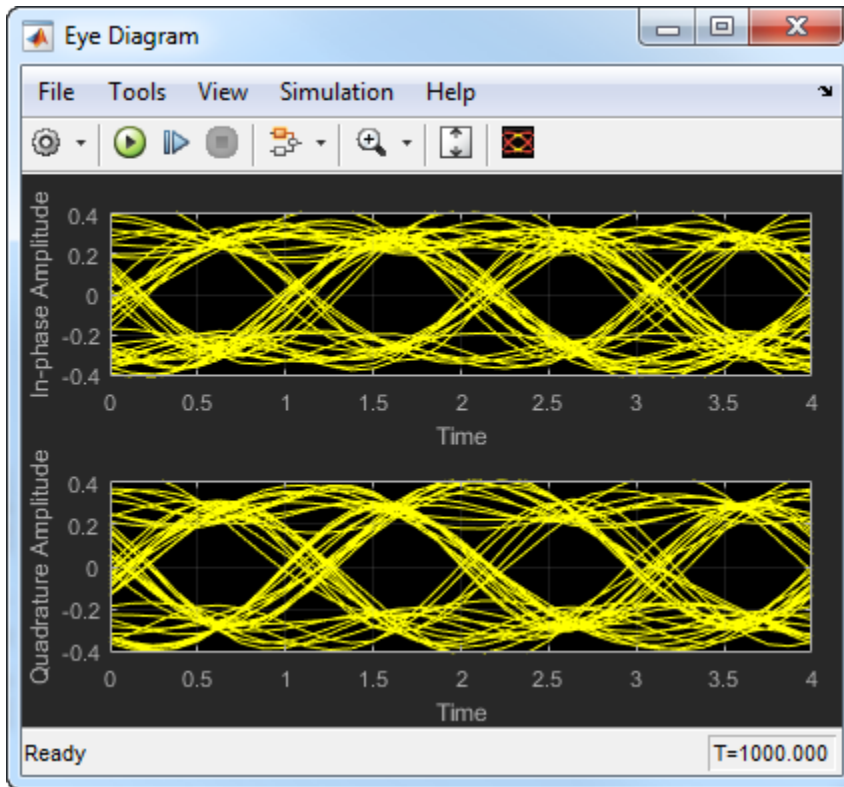 Eye Diagram
File Tools View Simulation Help
In-phase Amplitude
0.4
0.2
0
-0.2
-0.4
0 0.5 1 1.5 2 2.5 3 3.5 4
Time
Quadrature Amplitude
0.4
0.2
0
-0.2
-0.4
0 0.5 1 1.5 2 2.5 3 3.5 4
Time
Ready T=1000.000